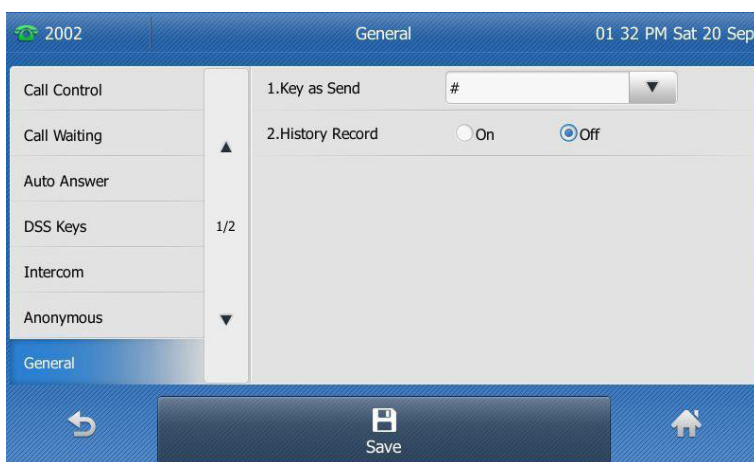 2002 General 01 32 PM Sat 20 Sep
Call Control
Call Waiting
Auto Answer
DSS Keys
Intercom
Anonymous
General
1/2
1.Key as Send #
2.History Record On Off
Save